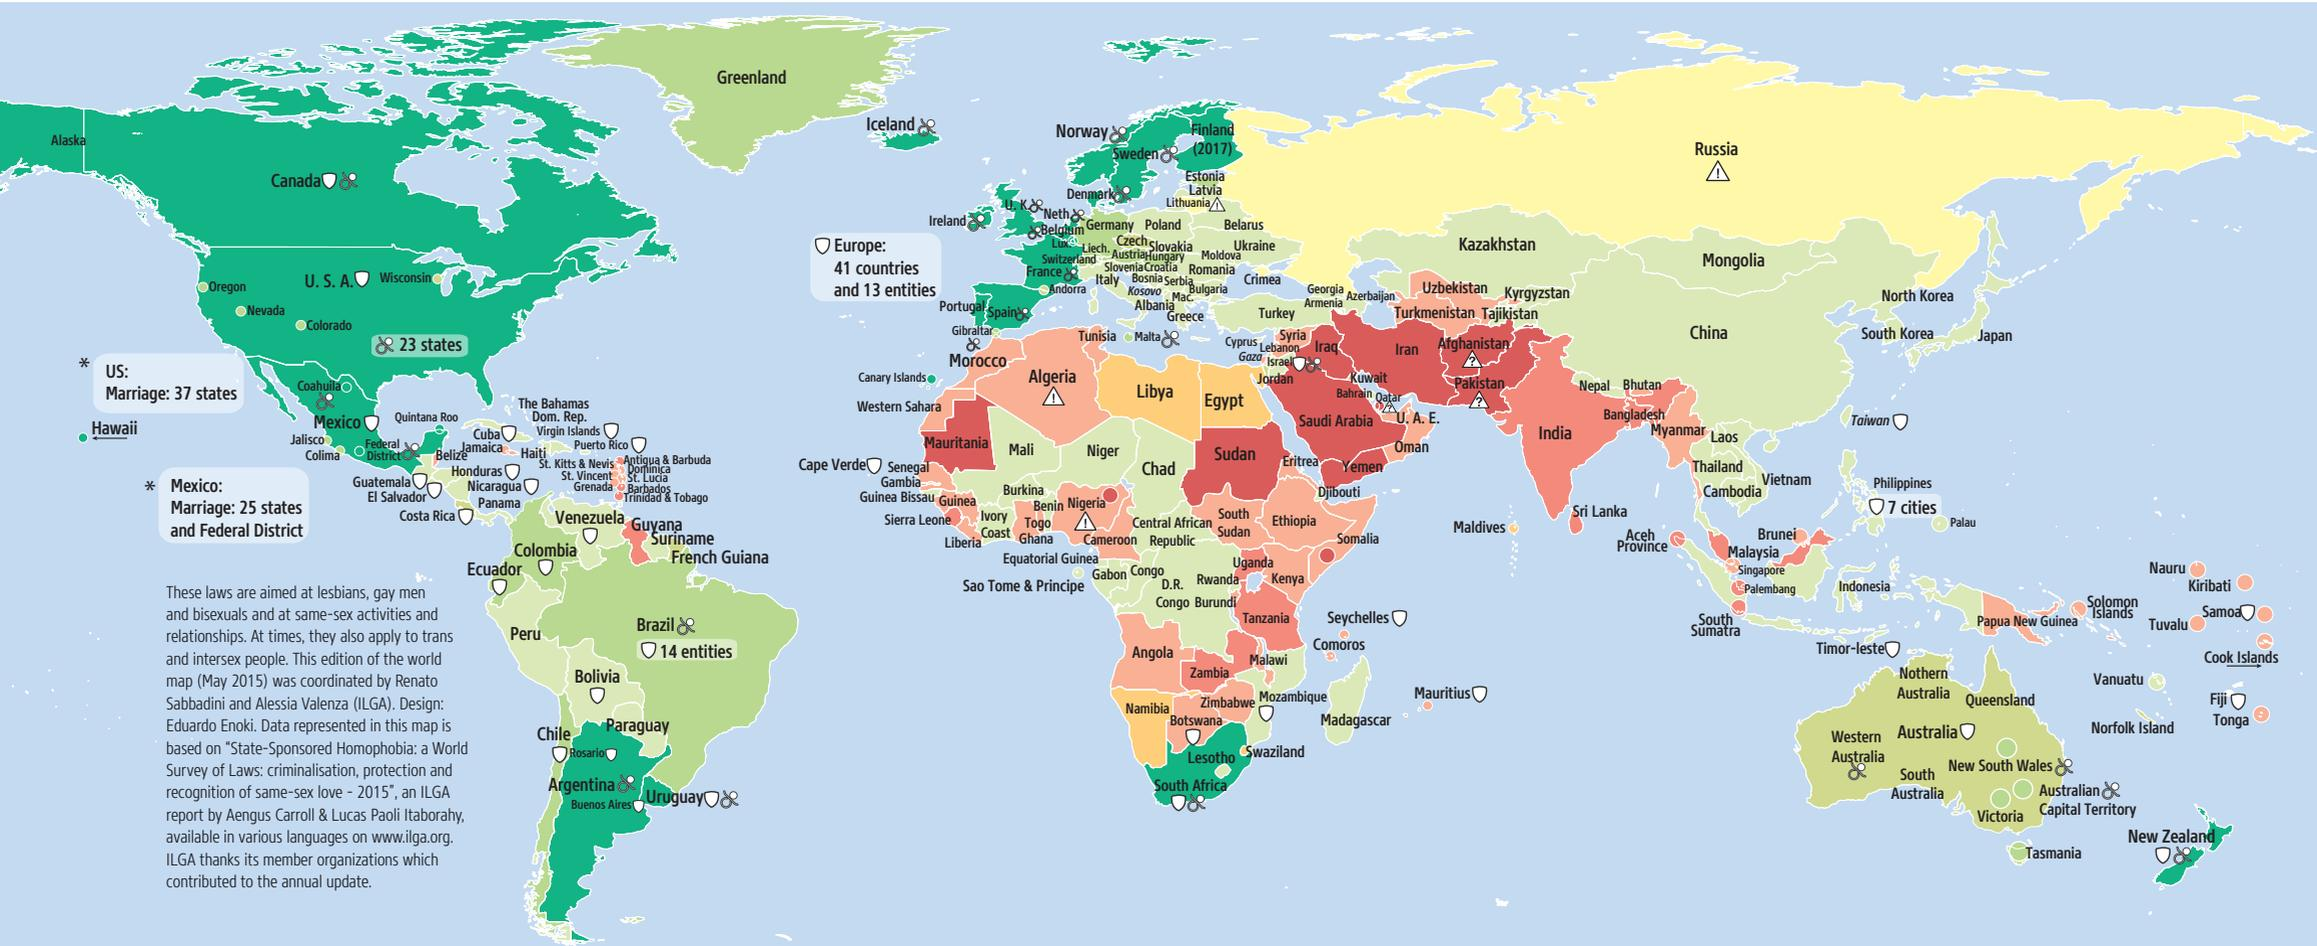 Greenland
Alaska
Canada
Iceland
Norway
Sweden
Finland
(2017)
Russia
Estonia
Latvia
Lithuania
Denmark
Ireland
U. K.
Neth
Belgium
Lux.
Germany
Poland
Belarus
Czech
Slovakia
Ukraine
Liech.
Austria
Hungary
Moldova
Switzerland
Slovenia
Croatia
Romania
France
Italy
Bosnia
Serbia
Crimea
Kosovo
Bulgaria
Andorra
Mac.
Albania
Greece
Portugal
Spain
Gibraltar
Malta
Europe:
41 countries
and 13 entities
Kazakhstan
Mongolia
Uzbekistan
Kyrgyzstan
Georgia
Armenia
Azerbaijan
Turkmenistan
Tajikistan
Turkey
North Korea
South Korea
Japan
China
U. S. A.
Wisconsin
Oregon
Nevada
Colorado
23 states
*
US:
Marriage: 37 states
Hawaii
Coahuila
Mexico
Quintana Roo
Jalisco
Colima
Federal
District
*
Mexico:
Marriage: 25 states
and Federal District
The Bahamas
Dom. Rep.
Virgin Islands
Puerto Rico
Cuba
Jamaica
Haiti
Belize
Honduras
Guatemala
El Salvador
Nicaragua
Panama
Costa Rica
St. Kitts & Nevis
St. Vincent
Grenada
Antigua & Barbuda
Dominica
St. Lucia
Barbados
Trinidad & Tobago
Venezuela
Guyana
Suriname
French Guiana
Colombia
Ecuador
Peru
Brazil
14 entities
Bolivia
Paraguay
Chile
Rosario
Argentina
Buenos Aires
Uruguay
Tunisia
Morocco
Canary Islands
Western Sahara
Algeria
Libya
Egypt
Cyprus
Gaza
Syria
Lebanon
Israel
Jordan
Iraq
Iran
Afghanistan
Pakistan
Kuwait
Bahrain
Qatar
U. A. E.
Saudi Arabia
Oman
Yemen
Nepal
Bhutan
Bangladesh
India
Myanmar
Laos
Thailand
Vietnam
Cambodia
Taiwan
Philippines
7 cities
Palau
Sri Lanka
Maldives
Aceh
Province
Brunei
Malaysia
Singapore
Palembang
Indonesia
South
Sumatra
Timor-leste
Papua New Guinea
Solomon
Islands
Nauru
Kiribati
Samoa
Tuvalu
Cook Islands
Vanuatu
Fiji
Tonga
Norfolk Island
Mauritania
Mali
Niger
Chad
Sudan
Eritrea
Djibouti
Cape Verde
Senegal
Gambia
Guinea Bissau
Guinea
Sierra Leone
Liberia
Burkina
Ivory
Coast
Benin
Togo
Ghana
Nigeria
Cameroon
Central African
Republic
South
Sudan
Ethiopia
Somalia
Equatorial Guinea
Sao Tome & Principe
Gabon
Congo
D.R.
Congo
Uganda
Rwanda
Burundi
Kenya
Tanzania
Seychelles
Comoros
Angola
Zambia
Malawi
Mozambique
Zimbabwe
Namibia
Botswana
Madagascar
Mauritius
Swaziland
Lesotho
South Africa
Nothern
Australia
Queensland
Western
Australia
Australia
South
Australia
New South Wales
Australian
Capital Territory
Victoria
Tasmania
New Zealand
These laws are aimed at lesbians, gay men
and bisexuals and at same-sex activities and
relationships. At times, they also apply to trans
and intersex people. This edition of the world
map (May 2015) was coordinated by Renato
Sabbadini and Alessia Valenza (ILGA). Design:
Eduardo Enoki. Data represented in this map is
based on “State-Sponsored Homophobia: a World
Survey of Laws: criminalisation, protection and
recognition of same-sex love - 2015”, an ILGA
report by Aengus Carroll & Lucas Paoli Itaborahy,
available in various languages on www.ilga.org.
ILGA thanks its member organizations which
contributed to the annual update.